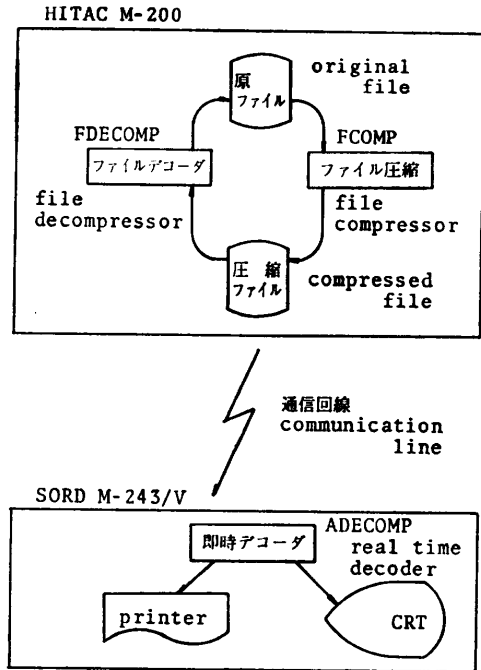 HITAC M-200
原
ファイル
original
file
FDECOMP
ファイルデコーダ
file
decompressor
FCOMP
ファイル圧縮
file
compressor
圧 縮
ファイル
compressed
file
通信回線
communication
line
SORD M-243/V
即時デコーダ
ADECOMP
real time
decoder
printer
CRT